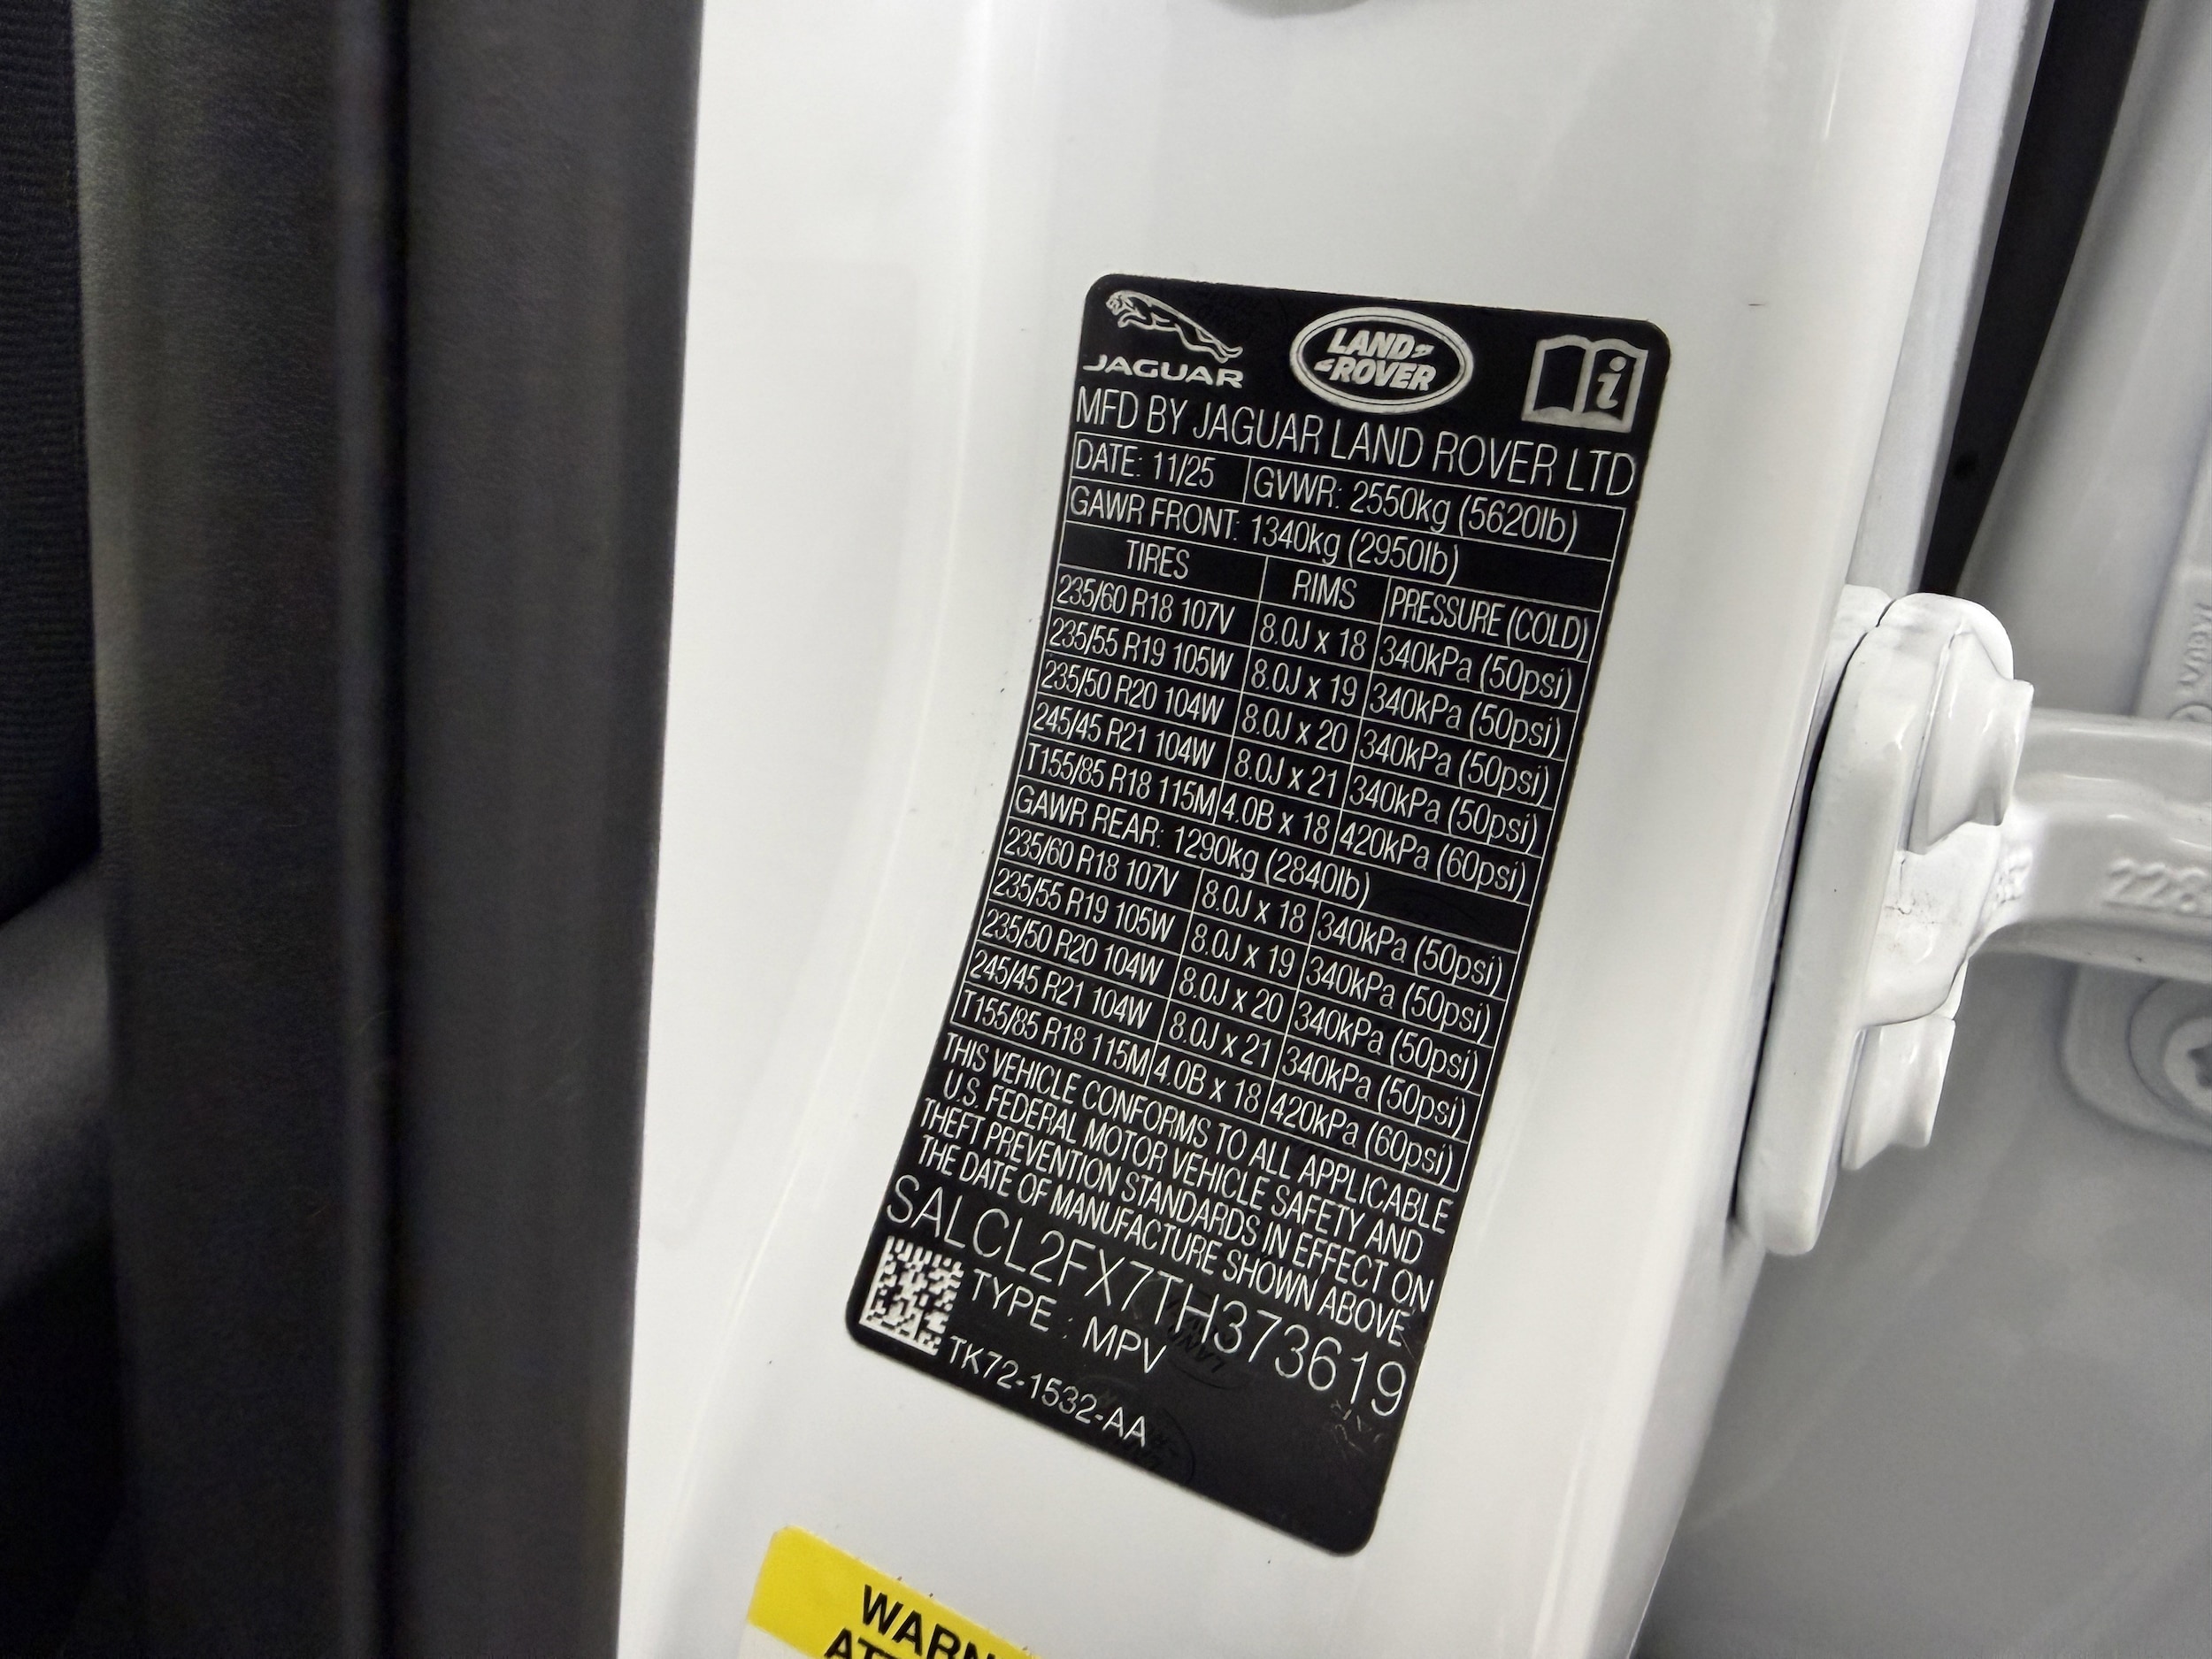 JAGUAR
LAND
ROVER
i
MFD BY JAGUAR LAND ROVER LTD
DATE: 11/25 GVWR: 2550kg (5620lb)
GAWR FRONT: 1340kg (2950lb)
TIRES RIMS PRESSURE (COLD)
235/60 R18 107V 8.0J x 18 340kPa (50psi)
235/55 R19 105W 8.0J x 19 340kPa (50psi)
235/50 R20 104W 8.0J x 20 340kPa (50psi)
245/45 R21 104W 8.0J x 21 340kPa (50psi)
T155/85 R18 115M 4.0B x 18 420kPa (60psi)
GAWR REAR: 1290kg (2840lb)
235/60 R18 107V 8.0J x 18 340kPa (50psi)
235/55 R19 105W 8.0J x 19 340kPa (50psi)
235/50 R20 104W 8.0J x 20 340kPa (50psi)
245/45 R21 104W 8.0J x 21 340kPa (50psi)
T155/85 R18 115M 4.0B x 18 420kPa (60psi)
THIS VEHICLE CONFORMS TO ALL APPLICABLE
U.S. FEDERAL MOTOR VEHICLE SAFETY AND
THEFT PREVENTION STANDARDS IN EFFECT ON
THE DATE OF MANUFACTURE SHOWN ABOVE
SALCL2FX7TH373619
TYPE : MPV
TK72-1532-AA
228